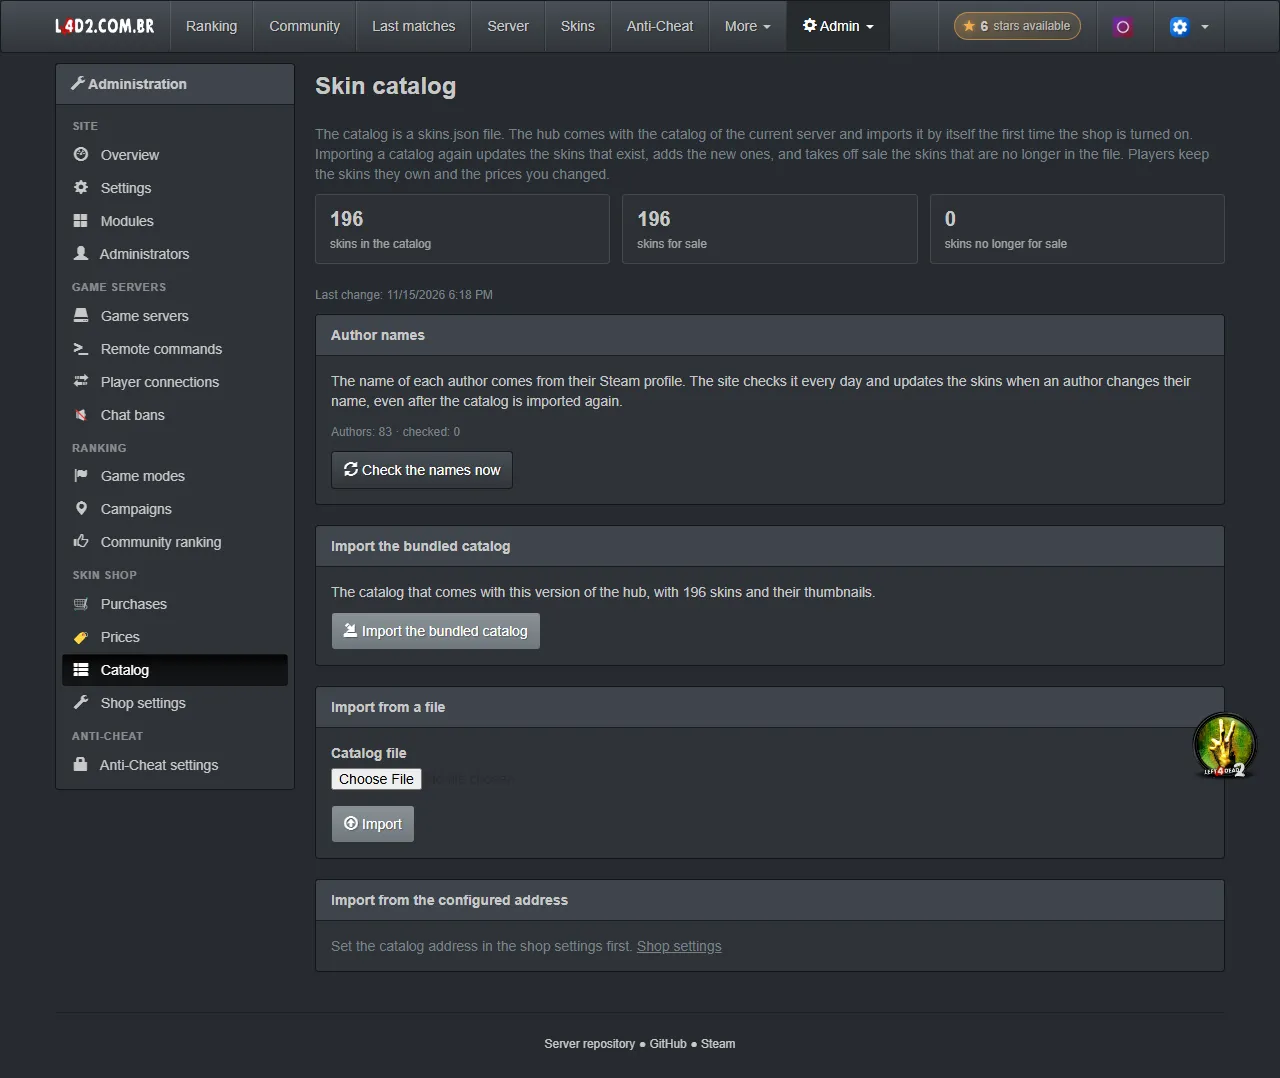 L4D2.COM.BR
Ranking
Community
Last matches
Server
Skins
Anti-Cheat
More
Admin
6 stars available
Administration
SITE
Overview
Settings
Modules
Administrators
GAME SERVERS
Game servers
Remote commands
Player connections
Chat bans
RANKING
Game modes
Campaigns
Community ranking
SKIN SHOP
Purchases
Prices
Catalog
Shop settings
ANTI-CHEAT
Anti-Cheat settings
Skin catalog
The catalog is a skins.json file. The hub comes with the catalog of the current server and imports it by itself the first time the shop is turned on.
Importing a catalog again updates the skins that exist, adds the new ones, and takes off sale the skins that are no longer in the file. Players keep
the skins they own and the prices you changed.
196
skins in the catalog
196
skins for sale
0
skins no longer for sale
Last change: 11/15/2026 6:18 PM
Author names
The name of each author comes from their Steam profile. The site checks it every day and updates the skins when an author changes their
name, even after the catalog is imported again.
Authors: 83 · checked: 0
Check the names now
Import the bundled catalog
The catalog that comes with this version of the hub, with 196 skins and their thumbnails.
Import the bundled catalog
Import from a file
Catalog file
Choose File
Import
LEFT 4 DEAD 2
Import from the configured address
Set the catalog address in the shop settings first. Shop settings
Server repository ● GitHub ● Steam